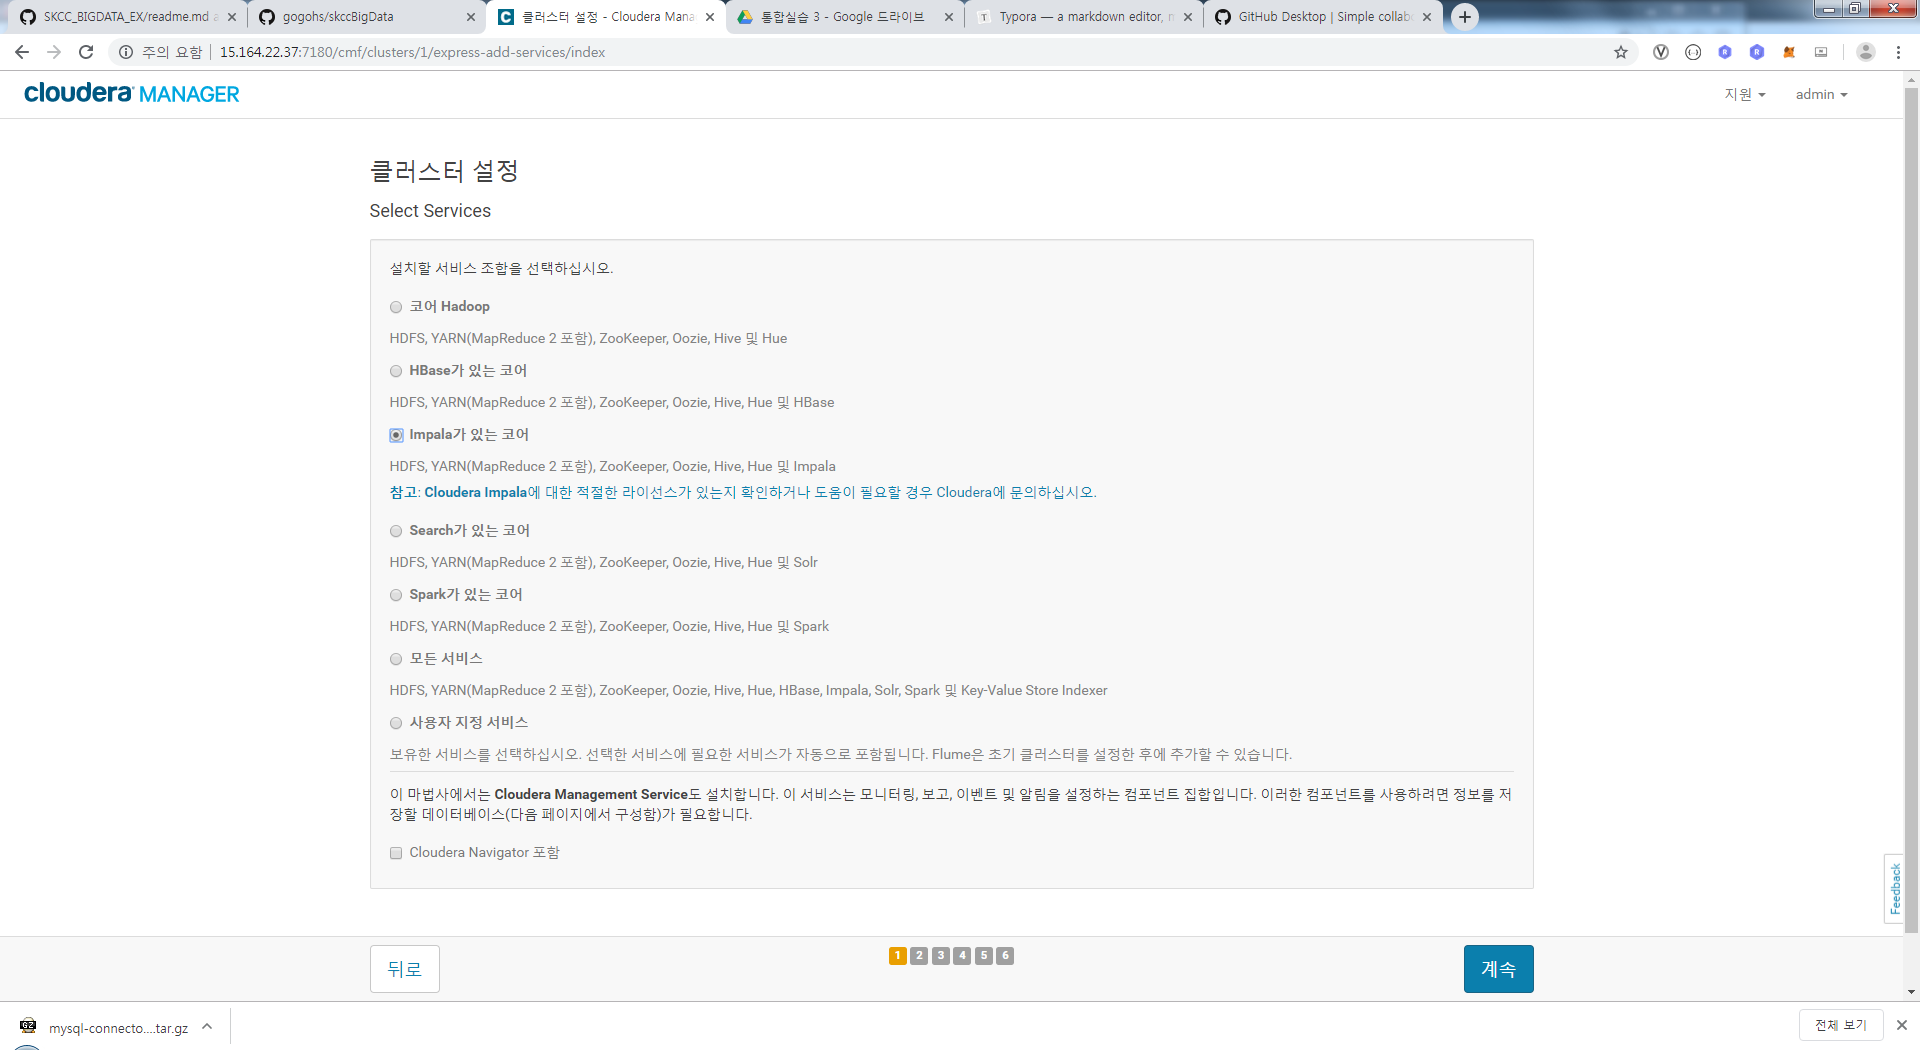 SKCC_BIGDATA_EX/readme.md
gogohs/skccBigData
클러스터 설정 - Cloudera Mana
통합실습 3 - Google 드라이브
Typora — a markdown editor,
GitHub Desktop | Simple collab
주의 요함
15.164.22.37:7180/cmf/clusters/1/express-add-services/index
cloudera MANAGER
지원
admin
클러스터 설정
Select Services
설치할 서비스 조합을 선택하십시오.
코어 Hadoop
HDFS, YARN(MapReduce 2 포함), ZooKeeper, Oozie, Hive 및 Hue
HBase가 있는 코어
HDFS, YARN(MapReduce 2 포함), ZooKeeper, Oozie, Hive, Hue 및 HBase
Impala가 있는 코어
HDFS, YARN(MapReduce 2 포함), ZooKeeper, Oozie, Hive, Hue 및 Impala
참고: Cloudera Impala에 대한 적절한 라이선스가 있는지 확인하거나 도움이 필요할 경우 Cloudera에 문의하십시오.
Search가 있는 코어
HDFS, YARN(MapReduce 2 포함), ZooKeeper, Oozie, Hive, Hue 및 Solr
Spark가 있는 코어
HDFS, YARN(MapReduce 2 포함), ZooKeeper, Oozie, Hive, Hue 및 Spark
모든 서비스
HDFS, YARN(MapReduce 2 포함), ZooKeeper, Oozie, Hive, Hue, HBase, Impala, Solr, Spark 및 Key-Value Store Indexer
사용자 지정 서비스
보유한 서비스를 선택하십시오. 선택한 서비스에 필요한 서비스가 자동으로 포함됩니다. Flume은 초기 클러스터를 설정한 후에 추가할 수 있습니다.
이 마법사에서는 Cloudera Management Service도 설치합니다. 이 서비스는 모니터링, 보고, 이벤트 및 알림을 설정하는 컴포넌트 집합입니다. 이러한 컴포넌트를 사용하려면 정보를 저
장할 데이터베이스(다음 페이지에서 구성함)가 필요합니다.
Cloudera Navigator 포함
Feedback
뒤로
1 2 3 4 5 6
계속
GZ
mysql-connecto....tar.gz
전체 보기